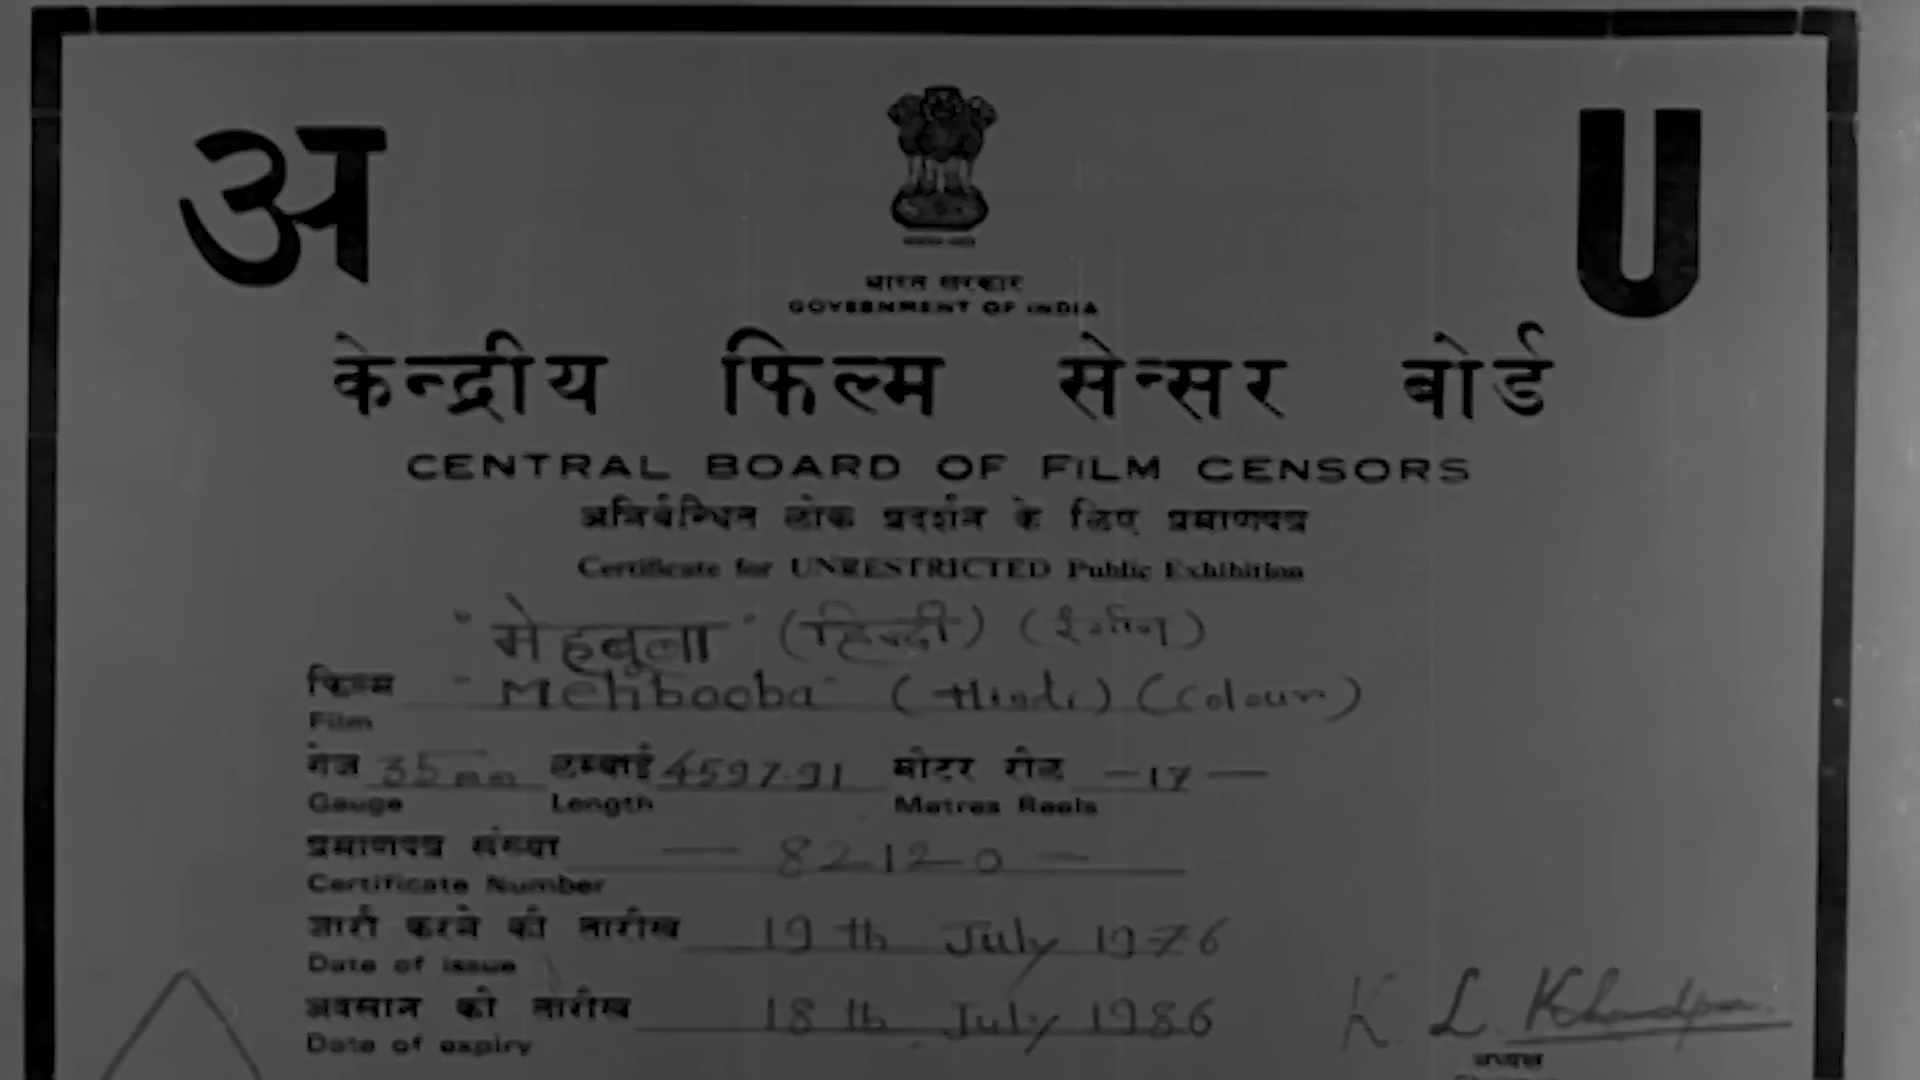 अ
U
भारत सरकार
GOVERNMENT OF INDIA
केन्द्रीय फिल्म सेन्सर बोर्ड
CENTRAL BOARD OF FILM CENSORS
अनिर्बन्धित लोक प्रदर्शन के लिए प्रमाणपत्र
Certificate for UNRESTRICTED Public Exhibition
"मेहबुबा" (हिन्दी)
फिल्म "Mehbooba" (Hindi) (Colour)
Film
गेज 35mm लम्बाई 4597.91 मीटर रील
Gauge Length Metres Reels
प्रमाणपत्र संख्या — 82120 —
Certificate Number
जारी करने की तारीख 19th July 1976
Date of issue
अवसान की तारीख 18th July 1986
Date of expiry
K. L. Khandpur
अध्यक्ष